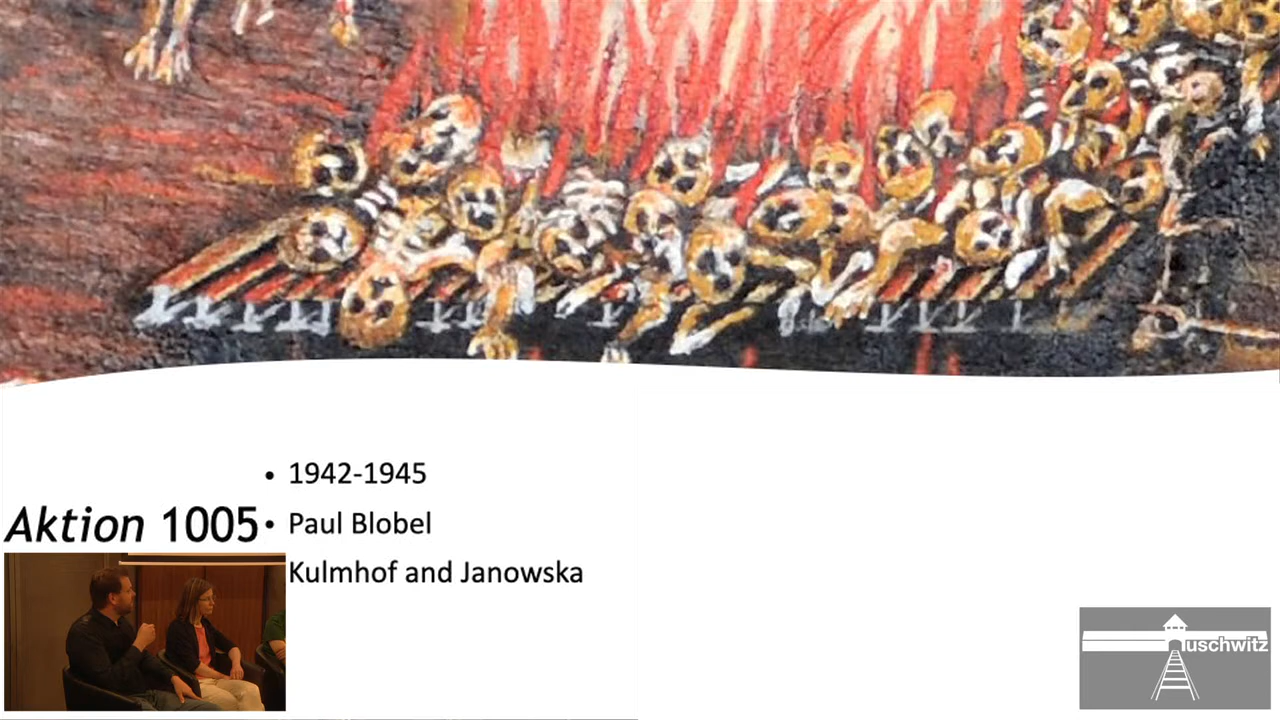 • 1942-1945
Aktion 1005
• Paul Blobel
Kulmhof and Janowska
uschwitz